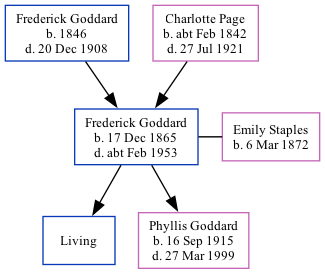 Frederick Goddard
b. 1846
d. 20 Dec 1908
Charlotte Page
b. abt Feb 1842
d. 27 Jul 1921
Frederick Goddard
b. 17 Dec 1865
d. abt Feb 1953
Emily Staples
b. 6 Mar 1872
Living
Phyllis Goddard
b. 16 Sep 1915
d. 27 Mar 1999